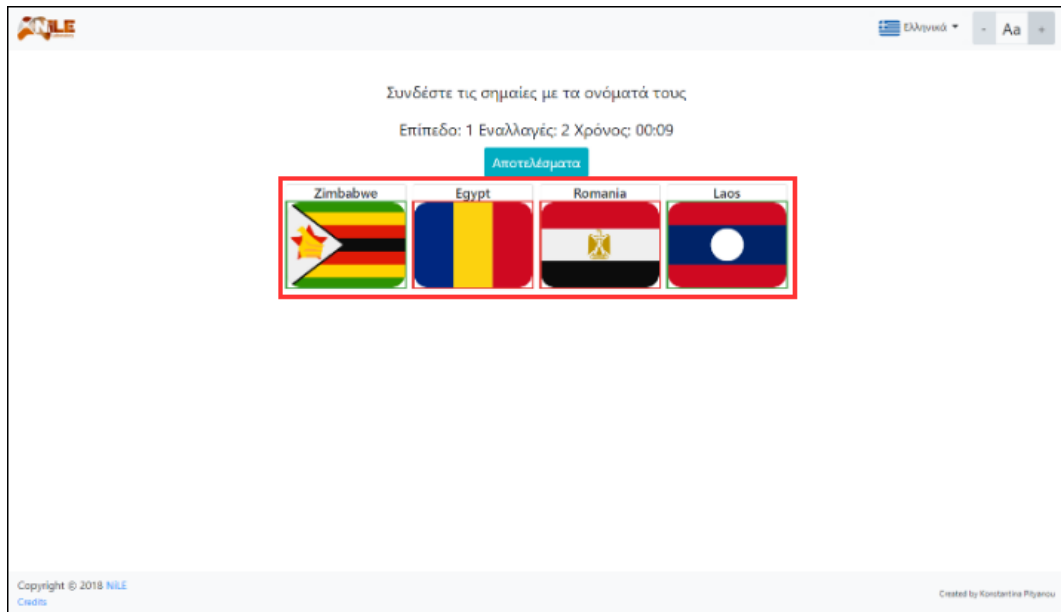 NiLE
Ελληνικά
- Aa +
Συνδέστε τις σημαίες με τα ονόματά τους
Επίπεδο: 1 Εναλλαγές: 2 Χρόνος: 00:09
Αποτελέσματα
Zimbabwe Egypt Romania Laos
Copyright © 2018 NiLE
Credits
Created by Konstantina Pityanou